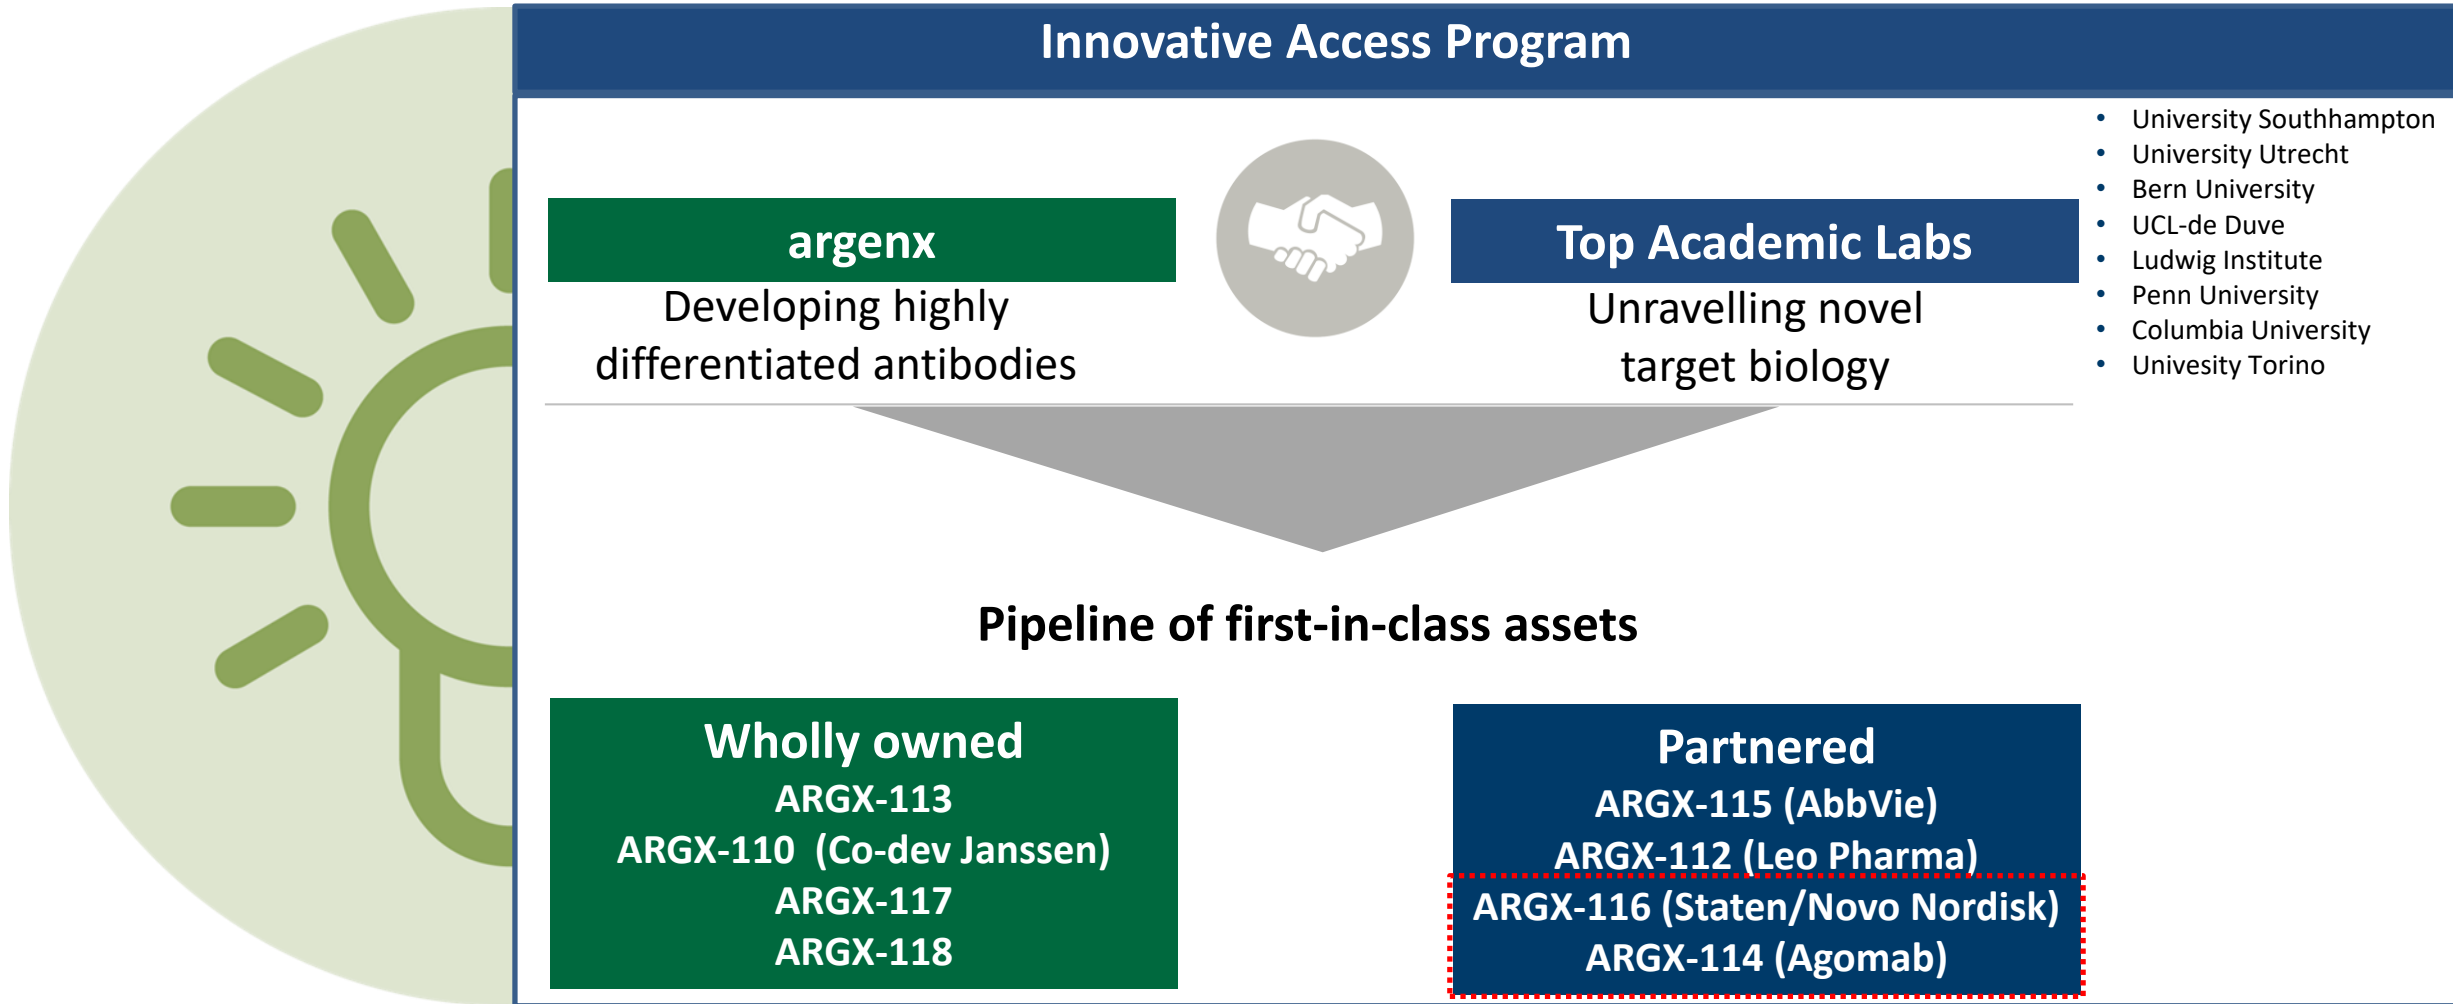 Innovative Access Program
argenx
Developing highly
differentiated antibodies
Top Academic Labs
Unravelling novel
target biology
• University Southhampton
• University Utrecht
• Bern University
• UCL-de Duve
• Ludwig Institute
• Penn University
• Columbia University
• Univesity Torino
Pipeline of first-in-class assets
Wholly owned
ARGX-113
ARGX-110 (Co-dev Janssen)
ARGX-117
ARGX-118
Partnered
ARGX-115 (AbbVie)
ARGX-112 (Leo Pharma)
ARGX-116 (Staten/Novo Nordisk)
ARGX-114 (Agomab)